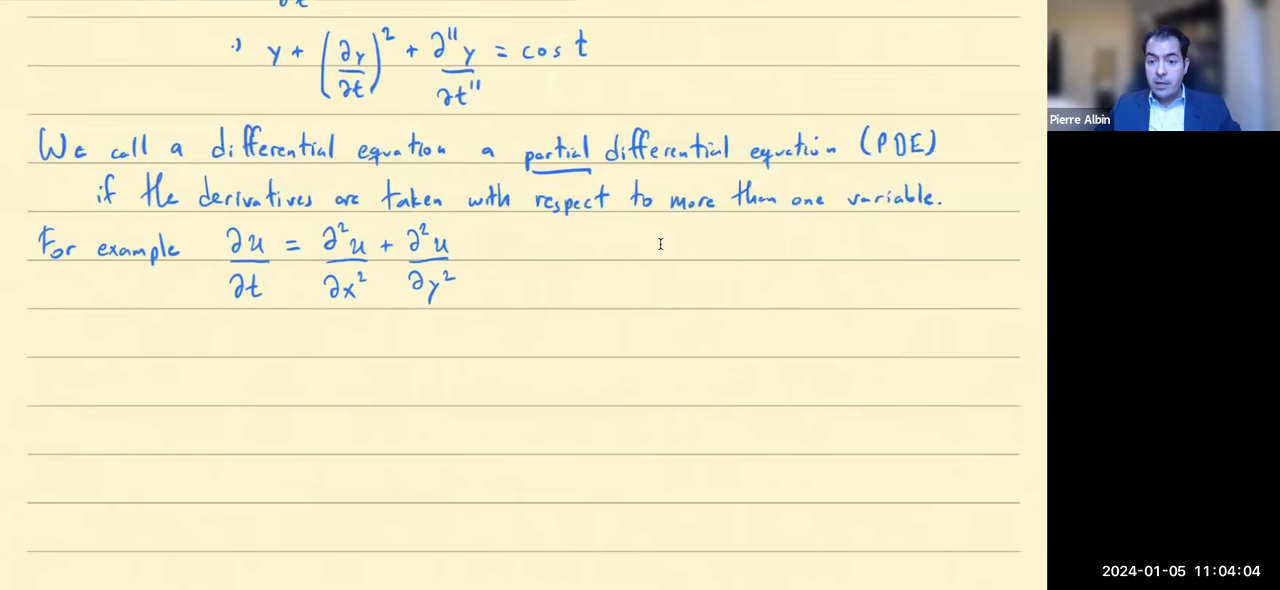 ·) y + (∂y/∂t)² + ∂¹¹y/∂t¹¹ = cos t
We call a differential equation a partial differential equation (PDE)
if the derivatives are taken with respect to more than one variable.
For example ∂u/∂t = ∂²u/∂x² + ∂²u/∂y²
Pierre Albin
2024-01-05 11:04:04